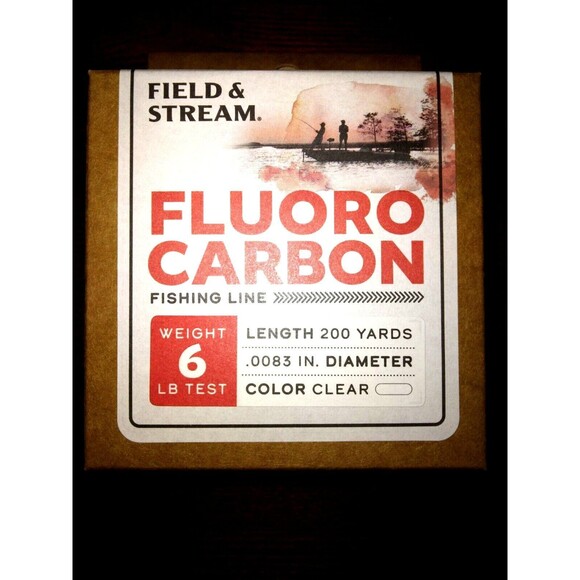 FIELD &
STREAM®
FLUORO
CARBON
FISHING LINE
WEIGHT
6
LB TEST
LENGTH 200 YARDS
.0083 IN. DIAMETER
COLOR CLEAR